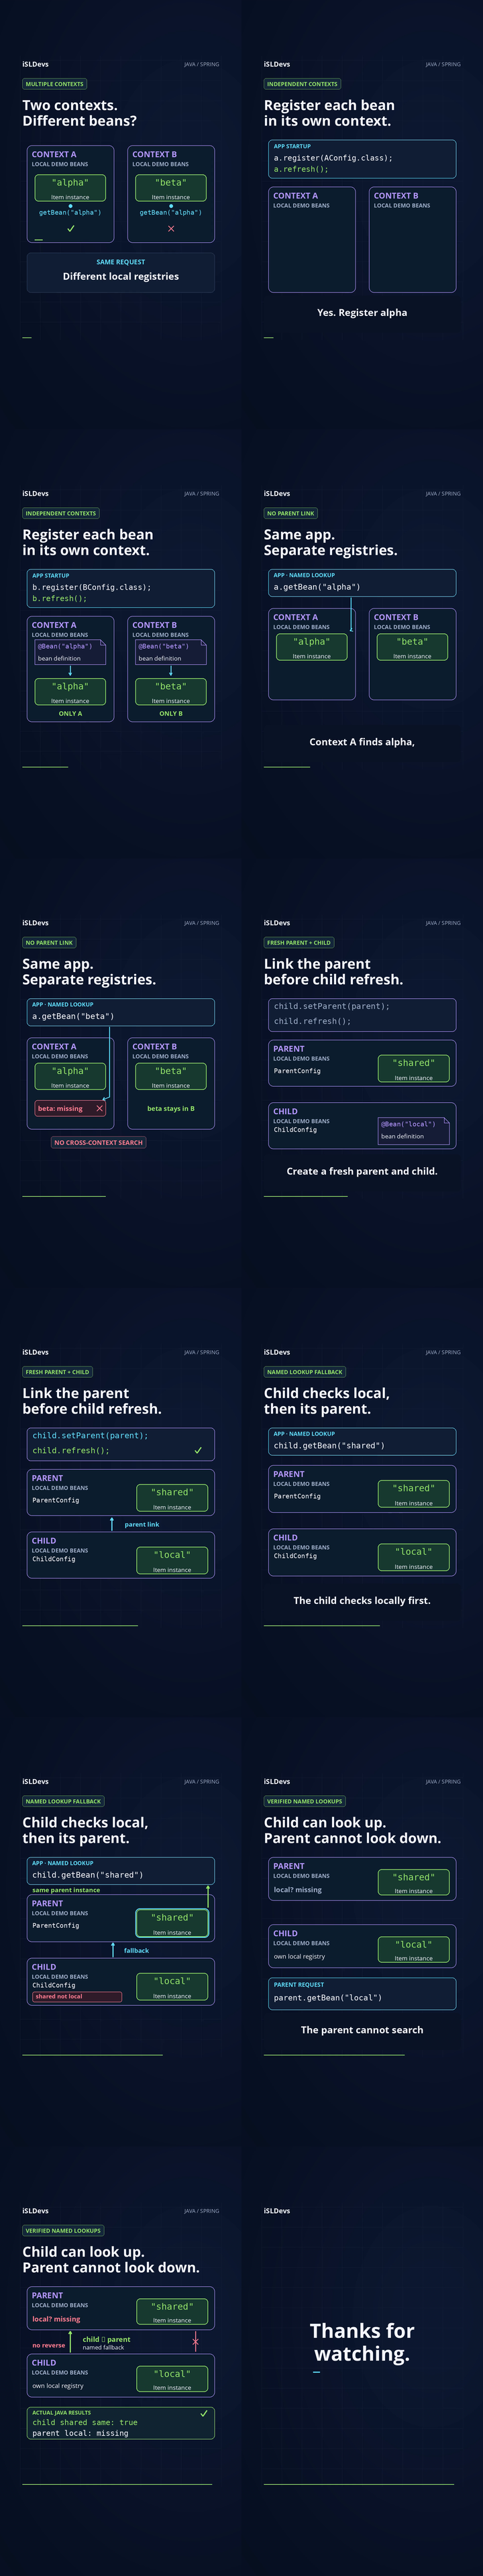 iSLDevs
JAVA / SPRING
MULTIPLE CONTEXTS
Two contexts.
Different beans?
CONTEXT A
LOCAL DEMO BEANS
"alpha"
Item instance
getBean("alpha")
CONTEXT B
LOCAL DEMO BEANS
"beta"
Item instance
getBean("alpha")
SAME REQUEST
Different local registries
iSLDevs
JAVA / SPRING
INDEPENDENT CONTEXTS
Register each bean
in its own context.
APP STARTUP
a.register(AConfig.class);
a.refresh();
CONTEXT A
LOCAL DEMO BEANS
CONTEXT B
LOCAL DEMO BEANS
Yes. Register alpha
iSLDevs
JAVA / SPRING
INDEPENDENT CONTEXTS
Register each bean
in its own context.
APP STARTUP
b.register(BConfig.class);
b.refresh();
CONTEXT A
LOCAL DEMO BEANS
@Bean("alpha")
bean definition
"alpha"
Item instance
ONLY A
CONTEXT B
LOCAL DEMO BEANS
@Bean("beta")
bean definition
"beta"
Item instance
ONLY B
iSLDevs
JAVA / SPRING
NO PARENT LINK
Same app.
Separate registries.
APP · NAMED LOOKUP
a.getBean("alpha")
CONTEXT A
LOCAL DEMO BEANS
"alpha"
Item instance
CONTEXT B
LOCAL DEMO BEANS
"beta"
Item instance
Context A finds alpha,
iSLDevs
JAVA / SPRING
NO PARENT LINK
Same app.
Separate registries.
APP · NAMED LOOKUP
a.getBean("beta")
CONTEXT A
LOCAL DEMO BEANS
"alpha"
Item instance
beta: missing
CONTEXT B
LOCAL DEMO BEANS
"beta"
Item instance
beta stays in B
NO CROSS-CONTEXT SEARCH
iSLDevs
JAVA / SPRING
FRESH PARENT + CHILD
Link the parent
before child refresh.
child.setParent(parent);
child.refresh();
PARENT
LOCAL DEMO BEANS
ParentConfig
"shared"
Item instance
CHILD
LOCAL DEMO BEANS
ChildConfig
@Bean("local")
bean definition
Create a fresh parent and child.
iSLDevs
JAVA / SPRING
FRESH PARENT + CHILD
Link the parent
before child refresh.
child.setParent(parent);
child.refresh();
PARENT
LOCAL DEMO BEANS
ParentConfig
"shared"
Item instance
parent link
CHILD
LOCAL DEMO BEANS
ChildConfig
"local"
Item instance
iSLDevs
JAVA / SPRING
NAMED LOOKUP FALLBACK
Child checks local,
then its parent.
APP · NAMED LOOKUP
child.getBean("shared")
PARENT
LOCAL DEMO BEANS
ParentConfig
"shared"
Item instance
CHILD
LOCAL DEMO BEANS
ChildConfig
"local"
Item instance
The child checks locally first.
iSLDevs
JAVA / SPRING
NAMED LOOKUP FALLBACK
Child checks local,
then its parent.
APP · NAMED LOOKUP
child.getBean("shared")
same parent instance
PARENT
LOCAL DEMO BEANS
ParentConfig
"shared"
Item instance
fallback
CHILD
LOCAL DEMO BEANS
ChildConfig
shared not local
"local"
Item instance
iSLDevs
JAVA / SPRING
VERIFIED NAMED LOOKUPS
Child can look up.
Parent cannot look down.
PARENT
LOCAL DEMO BEANS
local? missing
"shared"
Item instance
CHILD
LOCAL DEMO BEANS
own local registry
"local"
Item instance
PARENT REQUEST
parent.getBean("local")
The parent cannot search
iSLDevs
JAVA / SPRING
VERIFIED NAMED LOOKUPS
Child can look up.
Parent cannot look down.
PARENT
LOCAL DEMO BEANS
local? missing
"shared"
Item instance
no reverse
child parent
named fallback
CHILD
LOCAL DEMO BEANS
own local registry
"local"
Item instance
ACTUAL JAVA RESULTS
child shared same: true
parent local: missing
iSLDevs
Thanks for
watching.